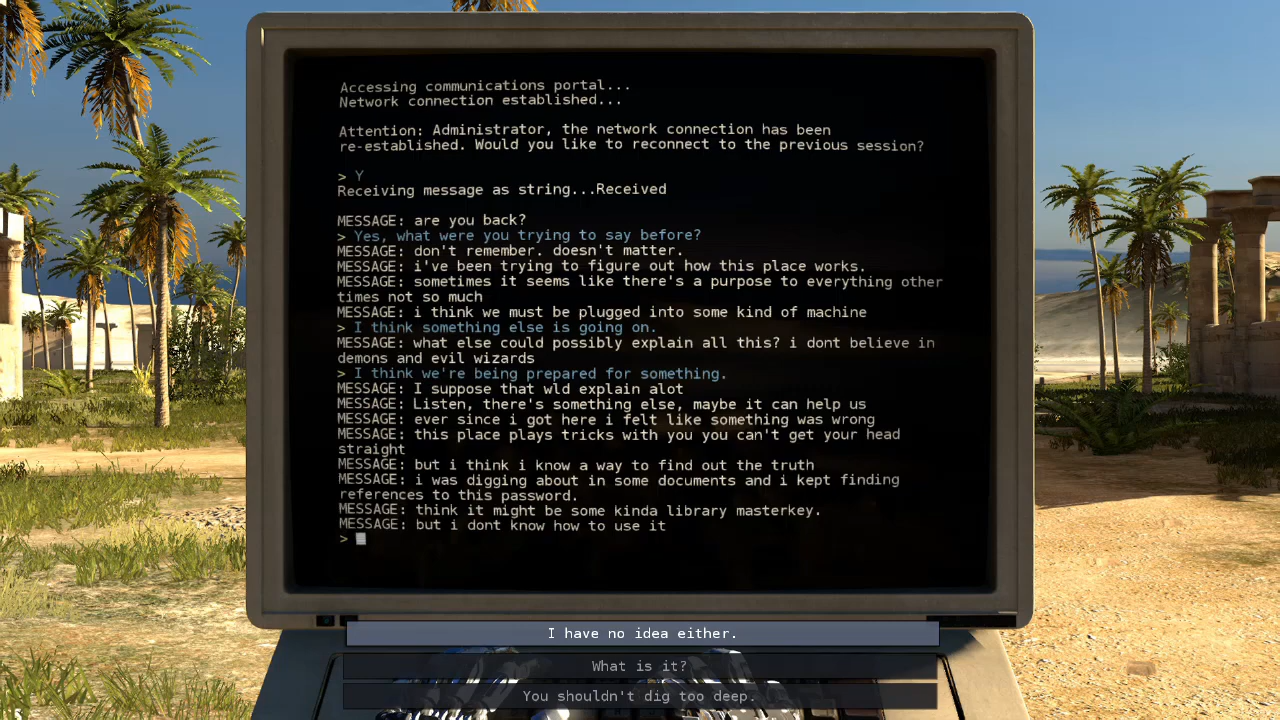 Accessing communications portal...
Network connection established...
Attention: Administrator, the network connection has been
re-established. Would you like to reconnect to the previous session?
> Y
Receiving message as string...Received
MESSAGE: are you back?
> Yes, what were you trying to say before?
MESSAGE: don't remember. doesn't matter.
MESSAGE: i've been trying to figure out how this place works.
MESSAGE: sometimes it seems like there's a purpose to everything other
times not so much
MESSAGE: i think we must be plugged into some kind of machine
> I think something else is going on.
MESSAGE: what else could possibly explain all this? i dont believe in
demons and evil wizards
> I think we're being prepared for something.
MESSAGE: I suppose that wld explain alot
MESSAGE: Listen, there's something else, maybe it can help us
MESSAGE: ever since i got here i felt like something was wrong
MESSAGE: this place plays tricks with you you can't get your head
straight
MESSAGE: but i think i know a way to find out the truth
MESSAGE: i was digging about in some documents and i kept finding
references to this password.
MESSAGE: think it might be some kinda library masterkey.
MESSAGE: but i dont know how to use it
>
I have no idea either.
What is it?
You shouldn't dig too deep.